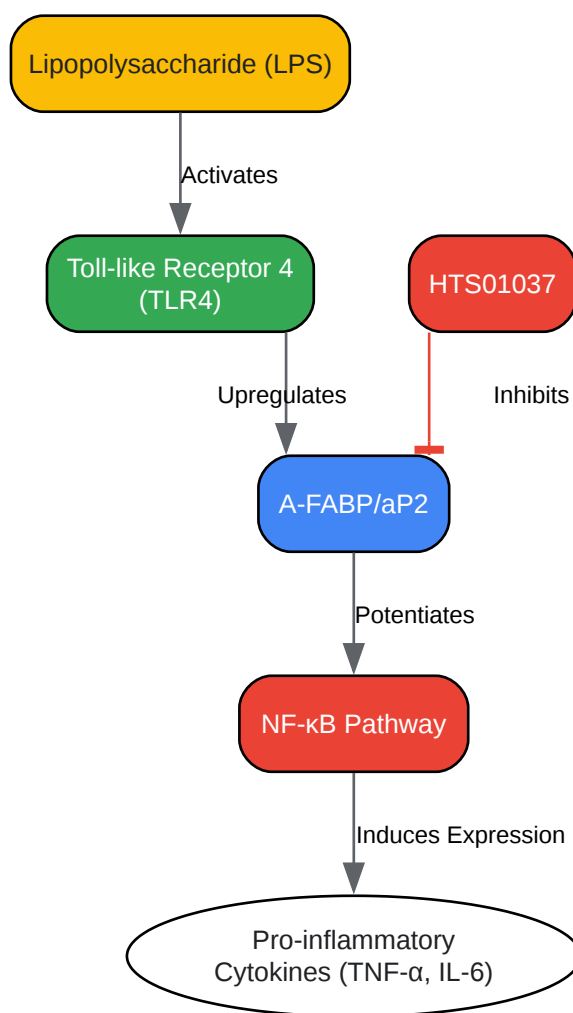 Lipopolysaccharide (LPS)
Activates
Toll-like Receptor 4
(TLR4)
HTS01037
Upregulates
Inhibits
A-FABP/aP2
Potentiates
NF-κB Pathway
Induces Expression
Pro-inflammatory
Cytokines (TNF-α, IL-6)